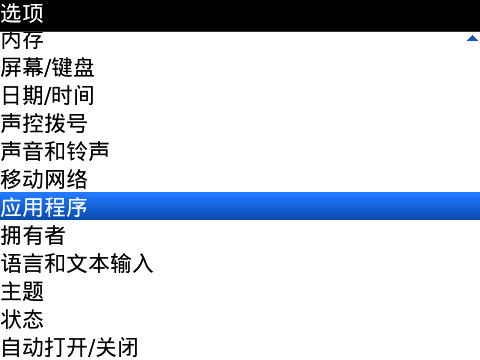 选项
内存
屏幕/键盘
日期/时间
声控拨号
声音和铃声
移动网络
应用程序
拥有者
语言和文本输入
主题
状态
自动打开/关闭